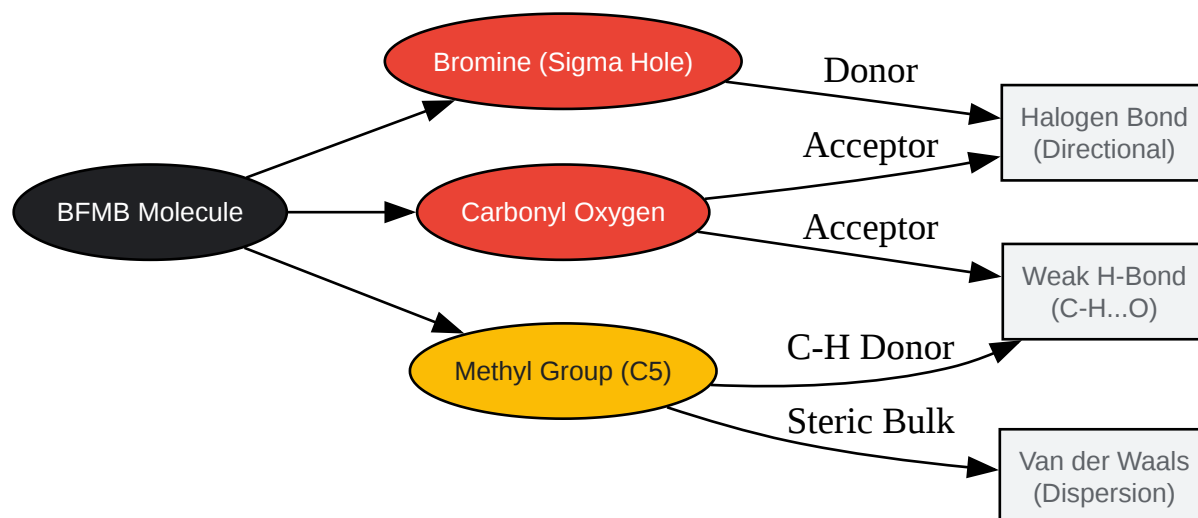 Bromine (Sigma Hole)
Donor
Halogen Bond
(Directional)
Acceptor
BFMB Molecule
Carbonyl Oxygen
Acceptor
Weak H-Bond
(C-H...O)
C-H Donor
Methyl Group (C5)
Steric Bulk
Van der Waals
(Dispersion)